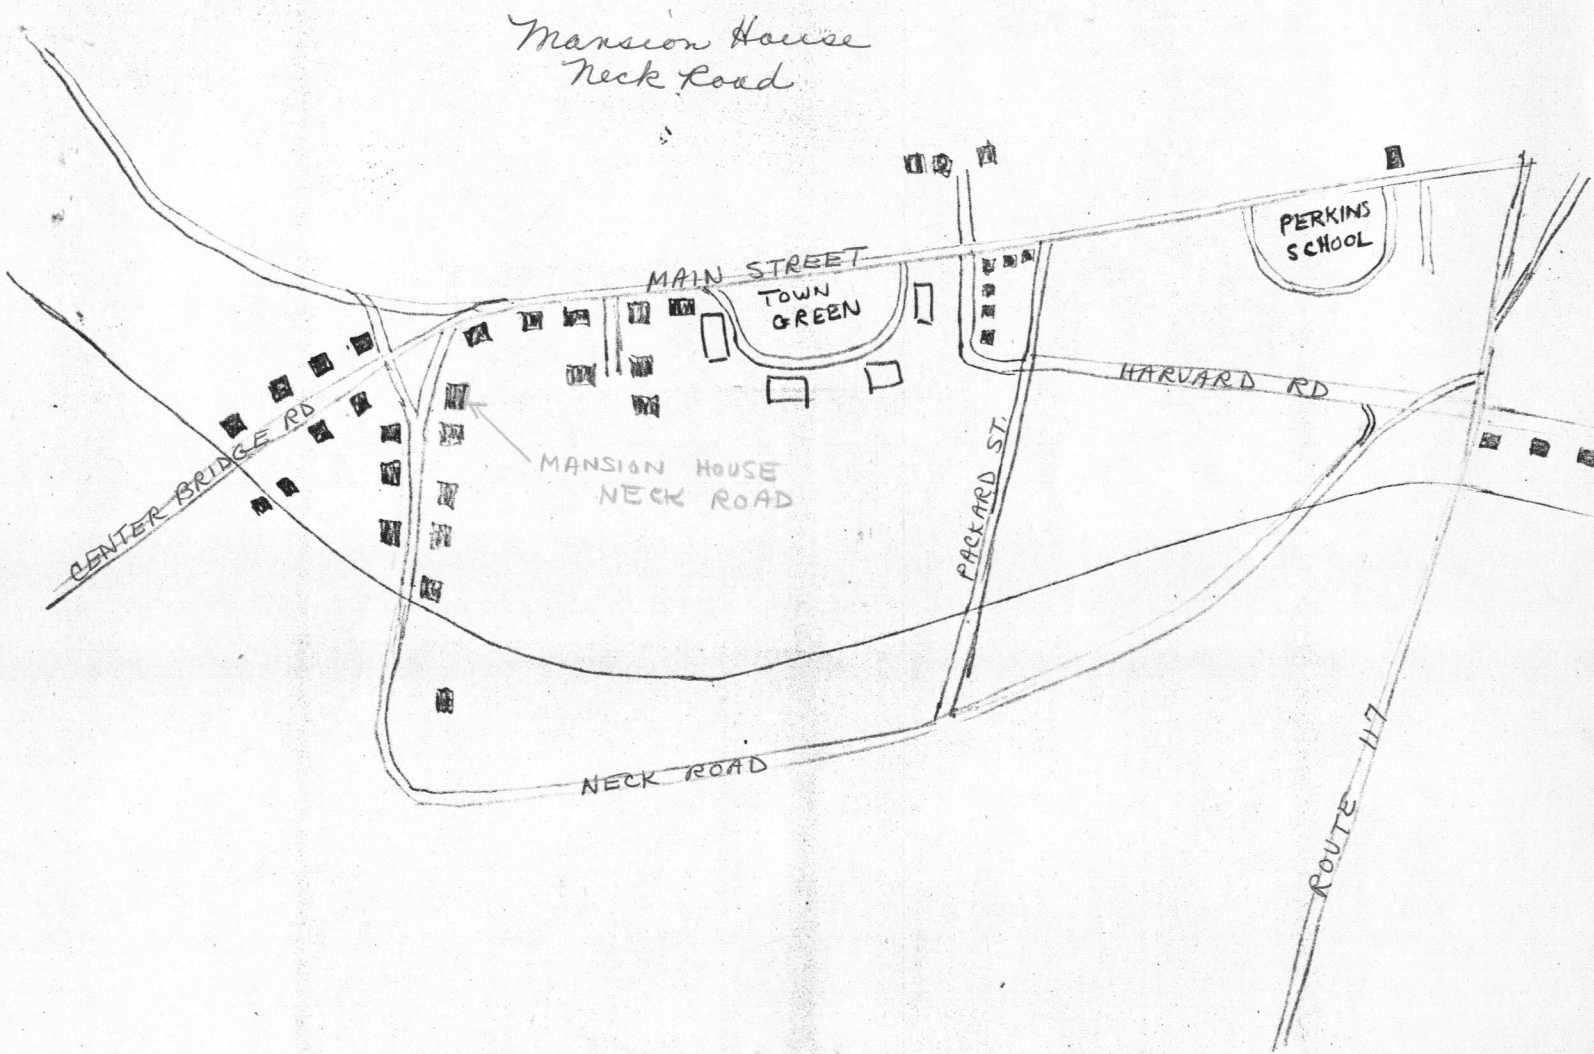 Mansion House
Neck Road
PERKINS
SCHOOL
MAIN STREET
TOWN
GREEN
HARVARD RD
CENTER BRIDGE RD
MANSION HOUSE
NECK ROAD
PACKARD ST.
NECK ROAD
ROUTE 117